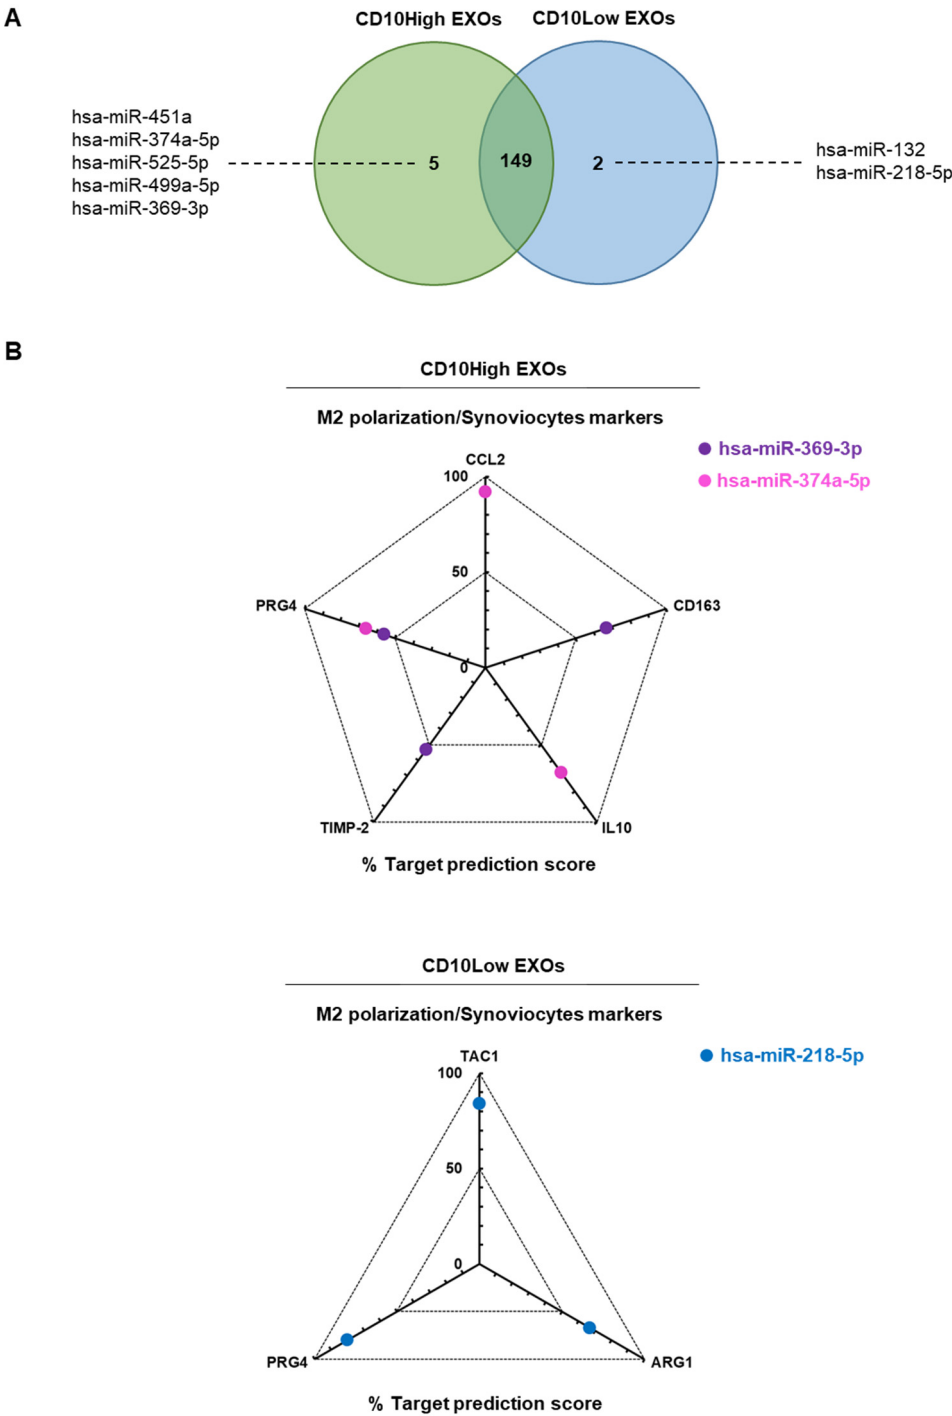 A
CD10High EXOs
CD10Low EXOs
hsa-miR-451a
hsa-miR-374a-5p
hsa-miR-525-5p
hsa-miR-499a-5p
hsa-miR-369-3p
5
149
2
hsa-miR-132
hsa-miR-218-5p
B
CD10High EXOs
M2 polarization/Synoviocytes markers
hsa-miR-369-3p
hsa-miR-374a-5p
CCL2
100
50
0
PRG4
CD163
TIMP-2
IL10
% Target prediction score
CD10Low EXOs
M2 polarization/Synoviocytes markers
hsa-miR-218-5p
TAC1
100
50
0
PRG4
ARG1
% Target prediction score